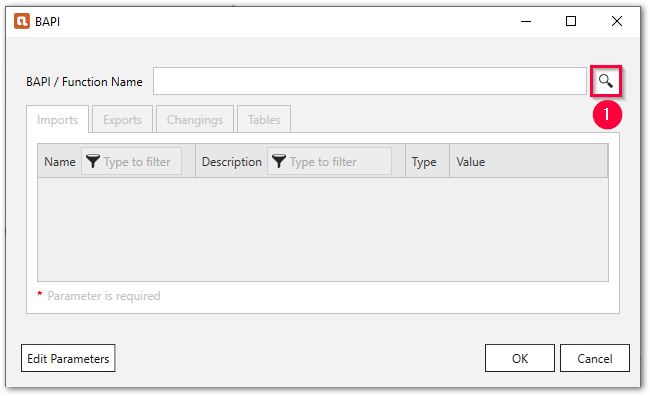 BAPI
BAPI / Function Name
1
Imports Exports Changings Tables
Name Type to filter Description Type to filter Type Value
* Parameter is required
Edit Parameters OK Cancel